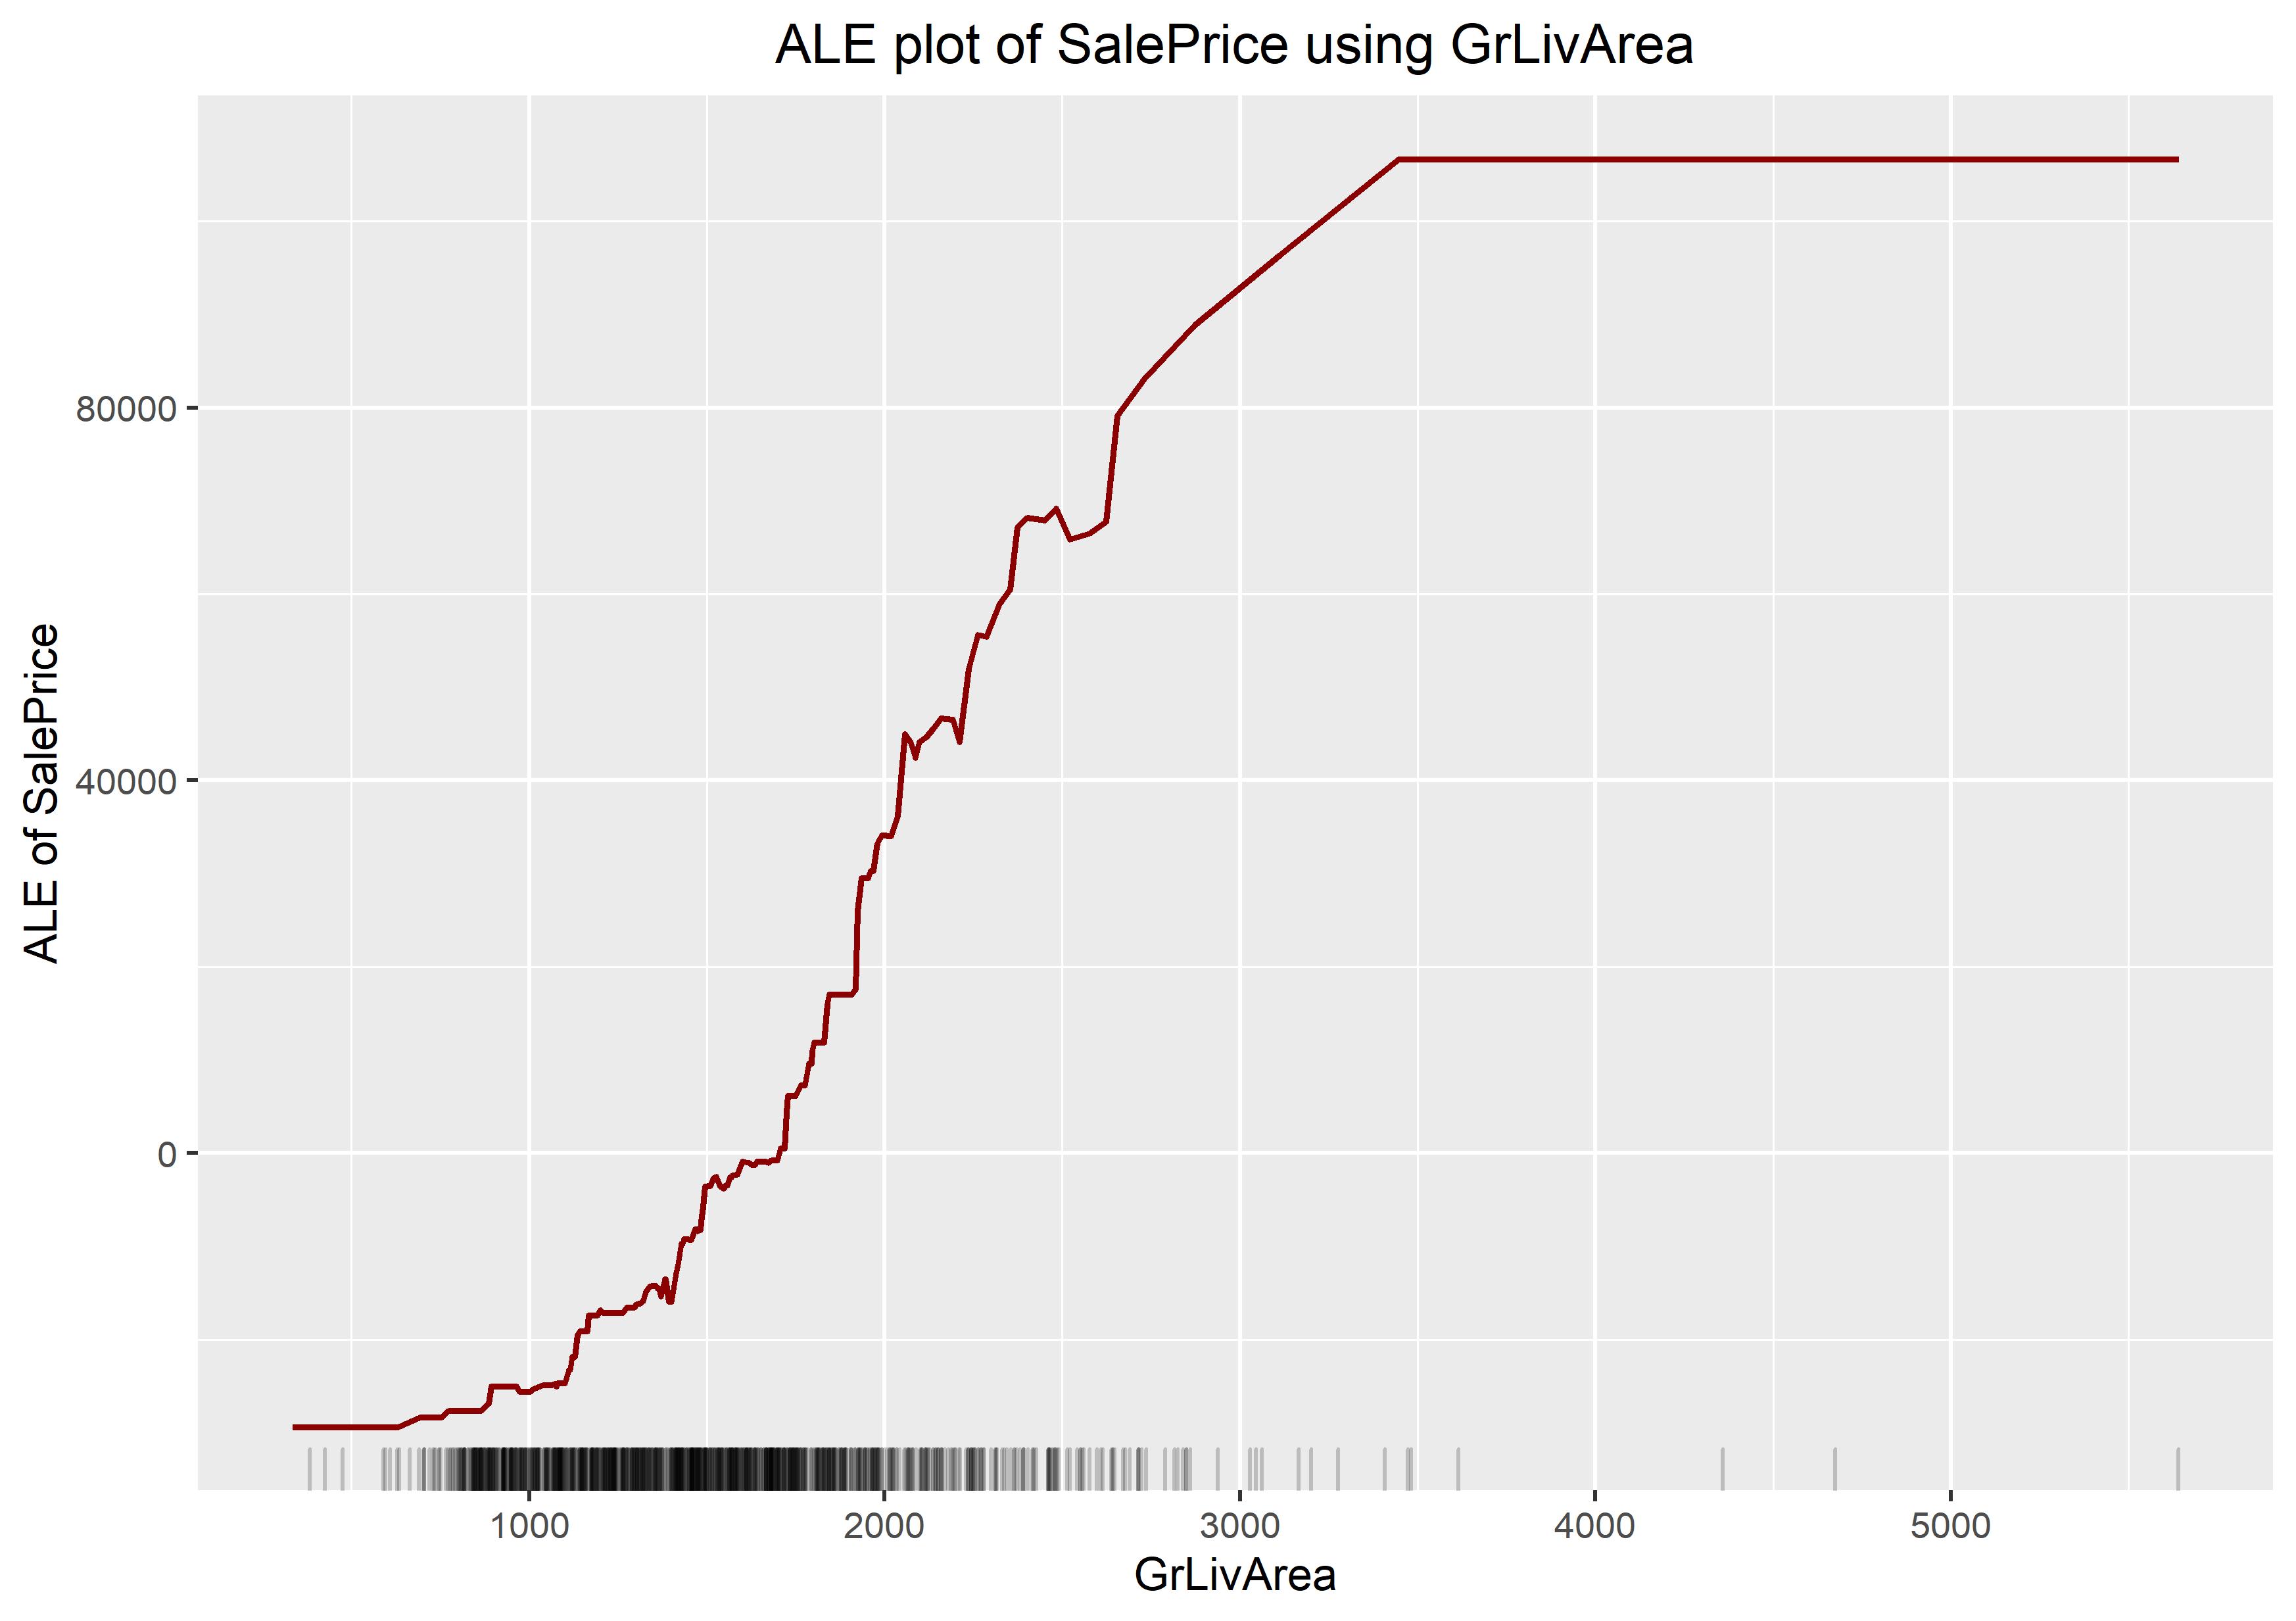 ALE plot of SalePrice using GrLivArea
ALE of SalePrice
80000
40000
0
1000 2000 3000 4000 5000
GrLivArea